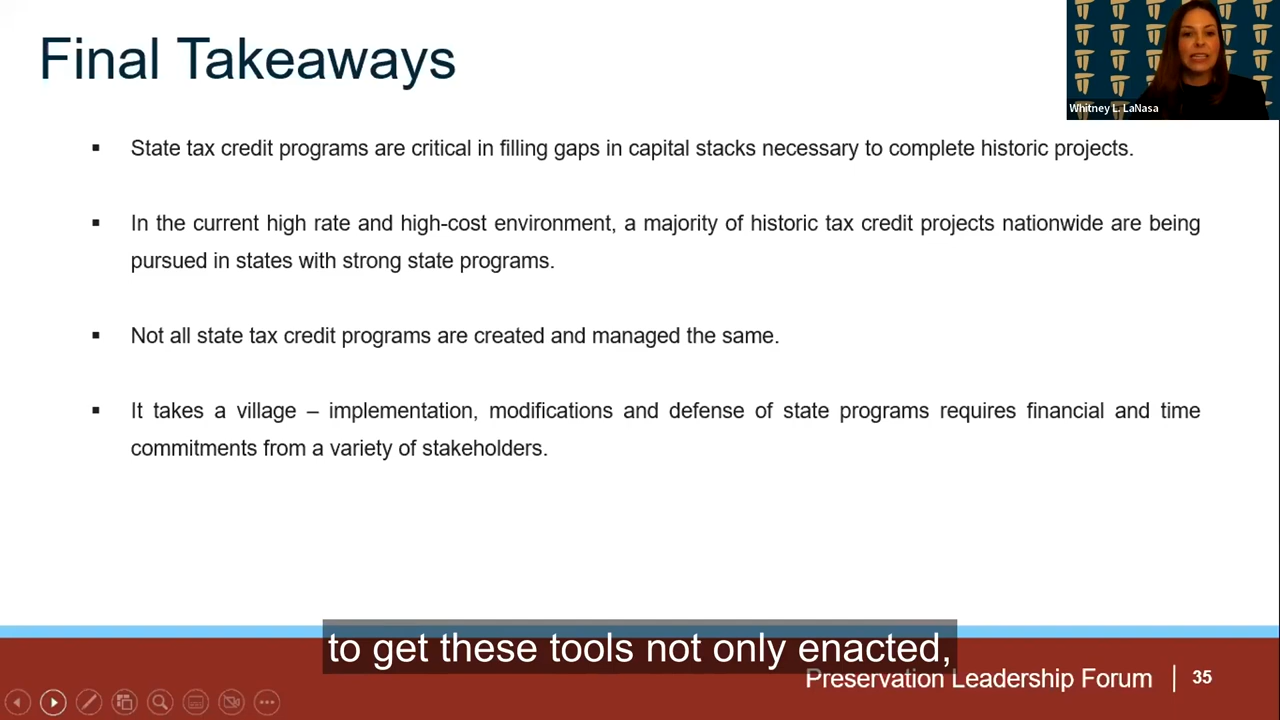 Final Takeaways
Whitney L. LaNasa
▪ State tax credit programs are critical in filling gaps in capital stacks necessary to complete historic projects.
▪ In the current high rate and high-cost environment, a majority of historic tax credit projects nationwide are being
pursued in states with strong state programs.
▪ Not all state tax credit programs are created and managed the same.
▪ It takes a village – implementation, modifications and defense of state programs requires financial and time
commitments from a variety of stakeholders.
to get these tools not only enacted,
Preservation Leadership Forum | 35